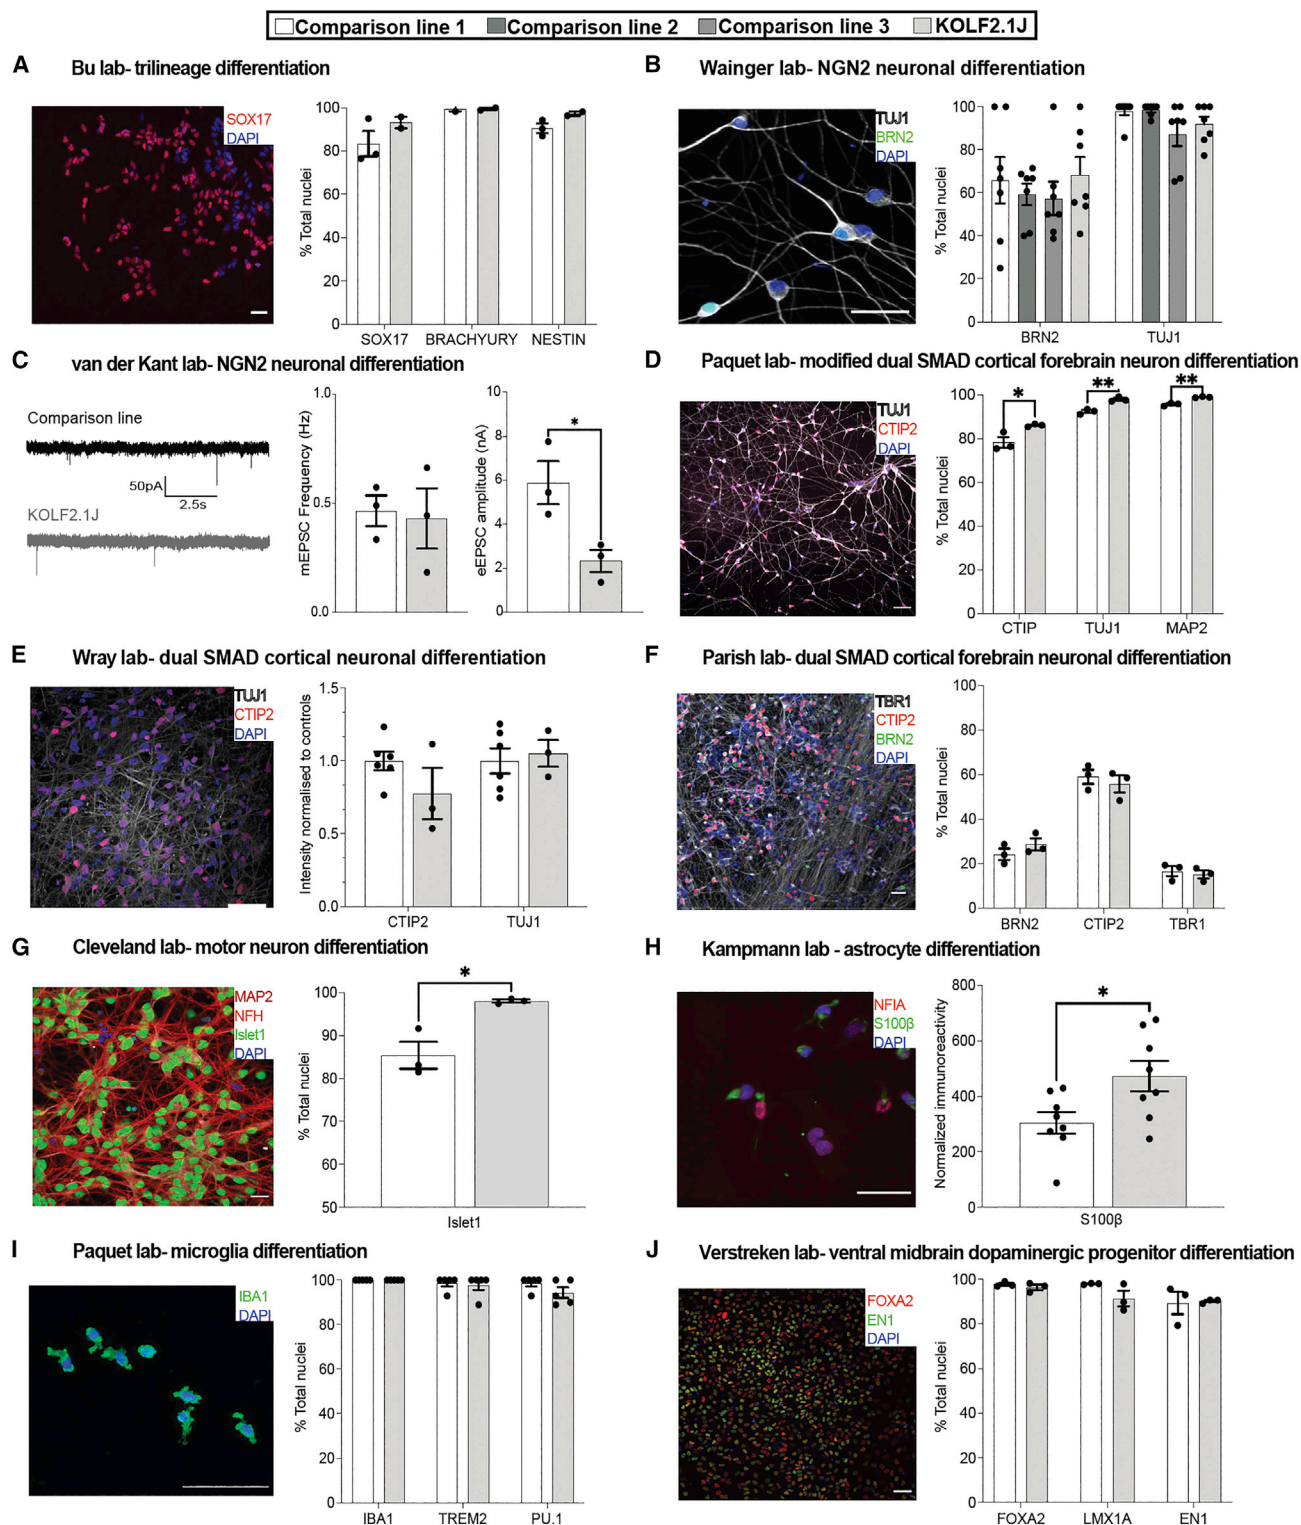 Comparison line 1 Comparison line 2 Comparison line 3 KOLF2.1J
A Bu lab- trilineage differentiation
SOX17
DAPI
% Total nuclei
100
80
60
40
20
0
SOX17 BRACHYURY NESTIN
B Wainger lab- NGN2 neuronal differentiation
TUJ1
BRN2
DAPI
% Total nuclei
100
80
60
40
20
0
BRN2 TUJ1
C van der Kant lab- NGN2 neuronal differentiation
Comparison line
50pA
2.5s
KOLF2.1J
mEPSC Frequency (Hz)
1.0
0.5
0.0
eEPSC amplitude (nA)
10
8
6
4
2
0
*
D Paquet lab- modified dual SMAD cortical forebrain neuron differentiation
TUJ1
CTIP2
DAPI
% Total nuclei
100
80
60
40
20
0
* ** **
CTIP TUJ1 MAP2
E Wray lab- dual SMAD cortical neuronal differentiation
TUJ1
CTIP2
DAPI
Intensity normalised to controls
1.5
1.0
0.5
0.0
CTIP2 TUJ1
F Parish lab- dual SMAD cortical forebrain neuronal differentiation
TBR1
CTIP2
BRN2
DAPI
% Total nuclei
100
80
60
40
20
0
BRN2 CTIP2 TBR1
G Cleveland lab- motor neuron differentiation
MAP2
NFH
Islet1
DAPI
% Total nuclei
100
90
80
70
60
50
*
Islet1
H Kampmann lab - astrocyte differentiation
NFIA
S100β
DAPI
Normalized immunoreactivity
800
600
400
200
0
*
S100β
I Paquet lab- microglia differentiation
IBA1
DAPI
% Total nuclei
100
80
60
40
20
0
IBA1 TREM2 PU.1
J Verstreken lab- ventral midbrain dopaminergic progenitor differentiation
FOXA2
EN1
DAPI
% Total nuclei
100
80
60
40
20
0
FOXA2 LMX1A EN1